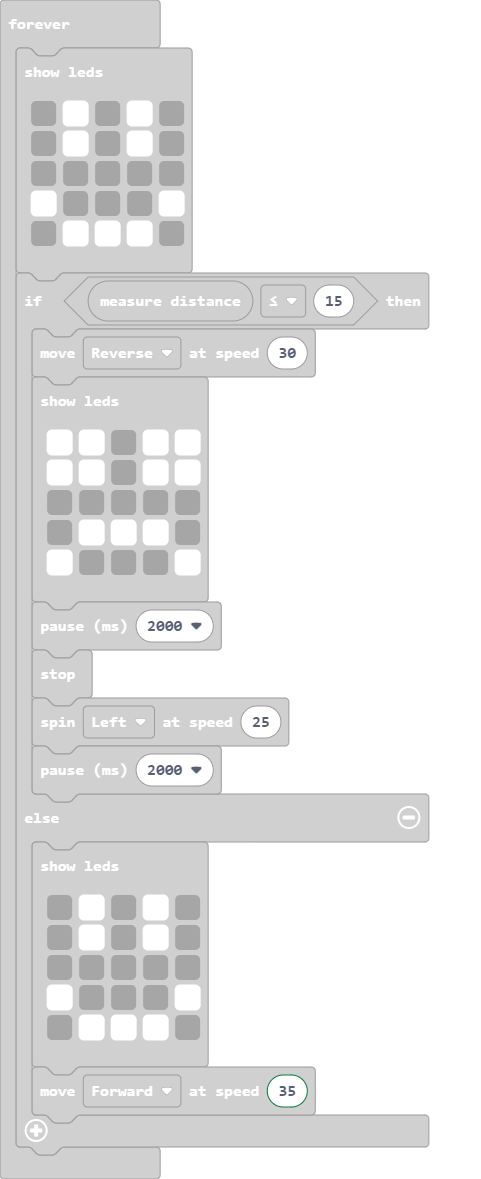 forever
show leds
if measure distance ≤ 15 then
move Reverse at speed 30
show leds
pause (ms) 2000
stop
spin Left at speed 25
pause (ms) 2000
else
show leds
move Forward at speed 35